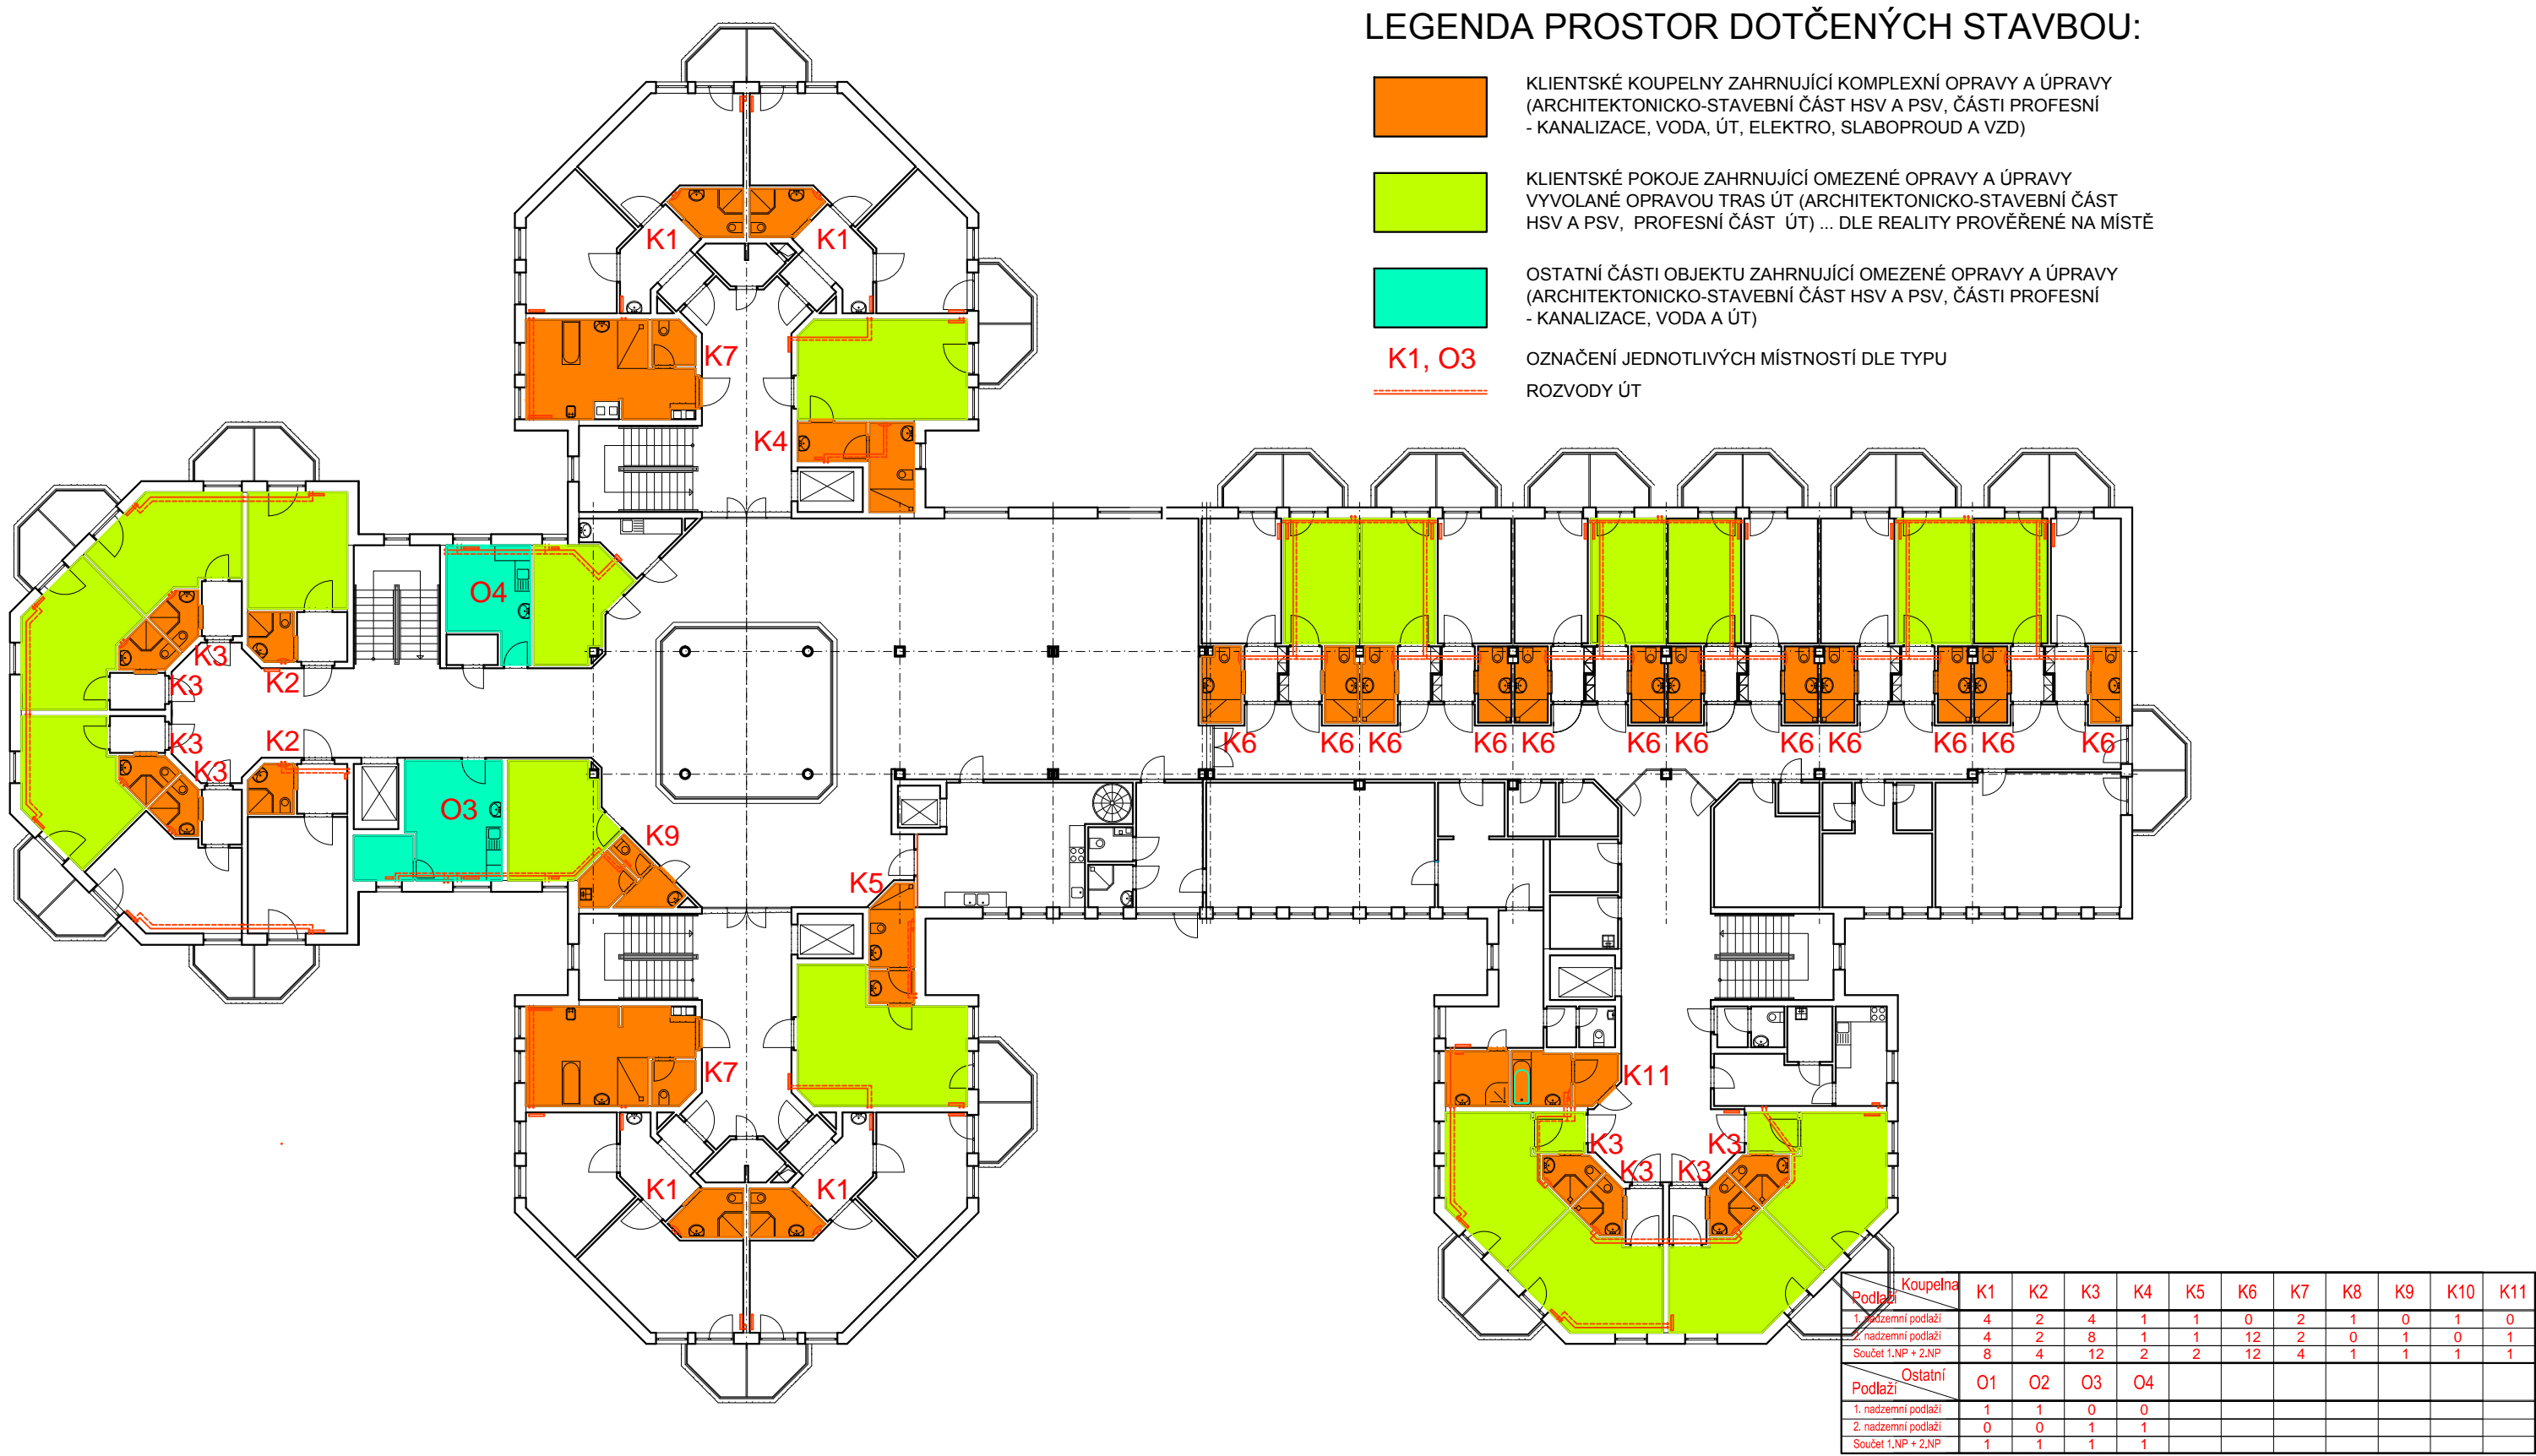 LEGENDA PROSTOR DOTČENÝCH STAVBOU:
KLIENTSKÉ KOUPELNY ZAHRNUJÍCÍ KOMPLEXNÍ OPRAVY A ÚPRAVY
(ARCHITEKTONICKO-STAVEBNÍ ČÁST HSV A PSV, ČÁSTI PROFESNÍ
- KANALIZACE, VODA, ÚT, ELEKTRO, SLABOPROUD A VZD)
KLIENTSKÉ POKOJE ZAHRNUJÍCÍ OMEZENÉ OPRAVY A ÚPRAVY
VYVOLANÉ OPRAVOU TRAS ÚT (ARCHITEKTONICKO-STAVEBNÍ ČÁST
HSV A PSV, PROFESNÍ ČÁST ÚT) ... DLE REALITY PROVĚŘENÉ NA MÍSTĚ
OSTATNÍ ČÁSTI OBJEKTU ZAHRNUJÍCÍ OMEZENÉ OPRAVY A ÚPRAVY
(ARCHITEKTONICKO-STAVEBNÍ ČÁST HSV A PSV, ČÁSTI PROFESNÍ
- KANALIZACE, VODA A ÚT)
K1, O3 OZNAČENÍ JEDNOTLIVÝCH MÍSTNOSTÍ DLE TYPU
ROZVODY ÚT
K1 K1
K7
K4
O4
K3
K3 K2
K3 K2
K3
K6 K6 K6 K6 K6 K6 K6 K6 K6 K6 K6 K6
O3
K9
K5
K7
K11
K3 K3
K3 K3
K1 K1
Koupelna Podlaží K1 K2 K3 K4 K5 K6 K7 K8 K9 K10 K11
1. nadzemní podlaží 4 2 4 1 1 0 2 1 0 1 0
2. nadzemní podlaží 4 2 8 1 1 12 2 0 1 0 1
Součet 1.NP + 2.NP 8 4 12 2 2 12 4 1 1 1 1
Ostatní Podlaží O1 O2 O3 O4
1. nadzemní podlaží 1 1 0 0
2. nadzemní podlaží 0 0 1 1
Součet 1.NP + 2.NP 1 1 1 1